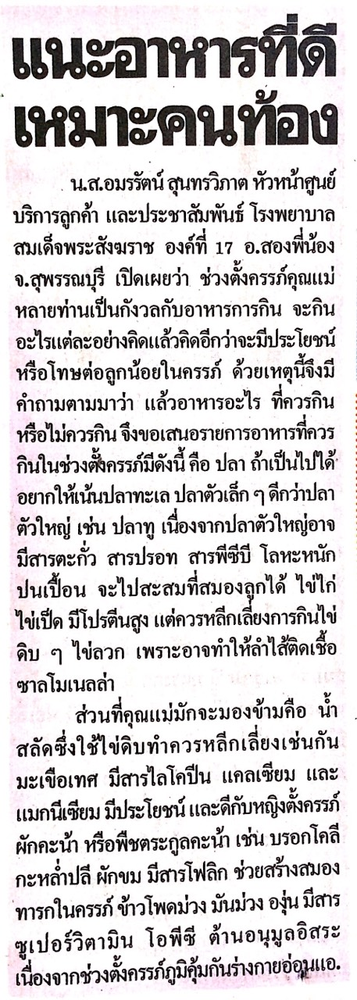 แนะอาหารที่ดี
เหมาะคนท้อง
น.ส.อมรรัตน์ สุนทรวิภาต หัวหน้าศูนย์
บริการลูกค้า และประชาสัมพันธ์ โรงพยาบาล
สมเด็จพระสังฆราช องค์ที่ 17 อ.สองพี่น้อง
จ.สุพรรณบุรี เปิดเผยว่า ช่วงตั้งครรภ์คุณแม่
หลายท่านเป็นกังวลกับอาหารการกิน จะกิน
อะไรแต่ละอย่างคิดแล้วคิดอีกว่าจะมีประโยชน์
หรือโทษต่อลูกน้อยในครรภ์ ด้วยเหตุนี้จึงมี
คำถามตามมาว่า แล้วอาหารอะไร ที่ควรกิน
หรือไม่ควรกิน จึงขอเสนอรายการอาหารที่ควร
กินในช่วงตั้งครรภ์มีดังนี้ คือ ปลา ถ้าเป็นไปได้
อยากให้เน้นปลาทะเล ปลาตัวเล็ก ๆ ดีกว่าปลา
ตัวใหญ่ เช่น ปลาทู เนื่องจากปลาตัวใหญ่อาจ
มีสารตะกั่ว สารปรอท สารพีซีบี โลหะหนัก
ปนเปื้อน จะไปสะสมที่สมองลูกได้ ไข่ไก่
ไข่เป็ด มีโปรตีนสูง แต่ควรหลีกเลี่ยงการกินไข่
ดิบ ๆ ไข่ลวก เพราะอาจทำให้ลำไส้ติดเชื้อ
ซาลโมเนลล่า
ส่วนที่คุณแม่มักจะมองข้ามคือ น้ำ
สลัดซึ่งใช้ไข่ดิบทำควรหลีกเลี่ยงเช่นกัน
มะเขือเทศ มีสารไลโคปีน แคลเซียม และ
แมกนีเซียม มีประโยชน์ และดีกับหญิงตั้งครรภ์
ผักคะน้า หรือพืชตระกูลคะน้า เช่น บรอกโคลี
กะหล่ำปลี ผักขม มีสารโฟลิก ช่วยสร้างสมอง
ทารกในครรภ์ ข้าวโพดม่วง มันม่วง องุ่น มีสาร
ซูเปอร์วิตามิน โอพีซี ต้านอนุมูลอิสระ
เนื่องจากช่วงตั้งครรภ์ภูมิคุ้มกันร่างกายอ่อนแอ.